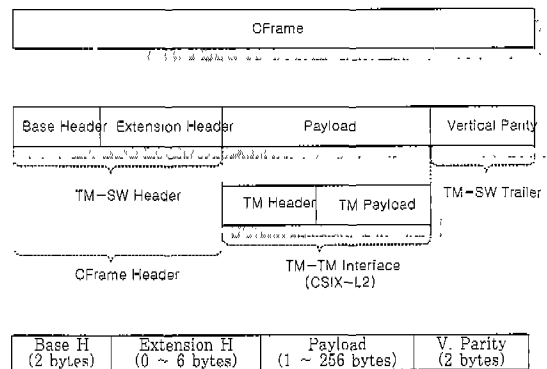 CFrame
Base Header Extension Header Payload Vertical Parity
TM-SW Header TM-SW Trailer
TM Header TM Payload
CFrame Header TM-TM Interface
(CSIX-L2)
Base H Extension H Payload V. Parity
(2 bytes) (0 ~ 6 bytes) (1 ~ 256 bytes) (2 bytes)